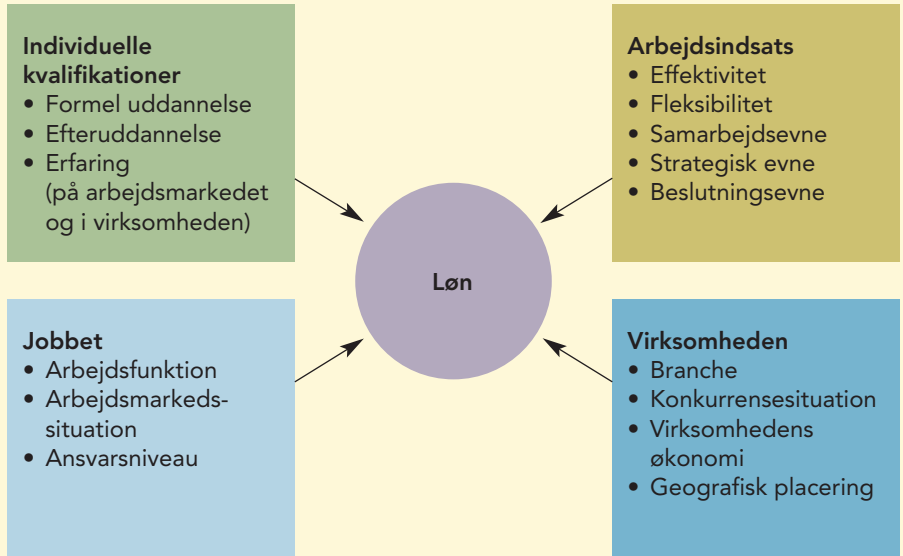 Individuelle
kvalifikationer
• Formel uddannelse
• Efteruddannelse
• Erfaring
(på arbejdsmarkedet
og i virksomheden)
Arbejdsindsats
• Effektivitet
• Fleksibilitet
• Samarbejdsevne
• Strategisk evne
• Beslutningsevne
Løn
Jobbet
• Arbejdsfunktion
• Arbejdsmarkeds-
situation
• Ansvarsniveau
Virksomheden
• Branche
• Konkurrensesituation
• Virksomhedens
økonomi
• Geografisk placering